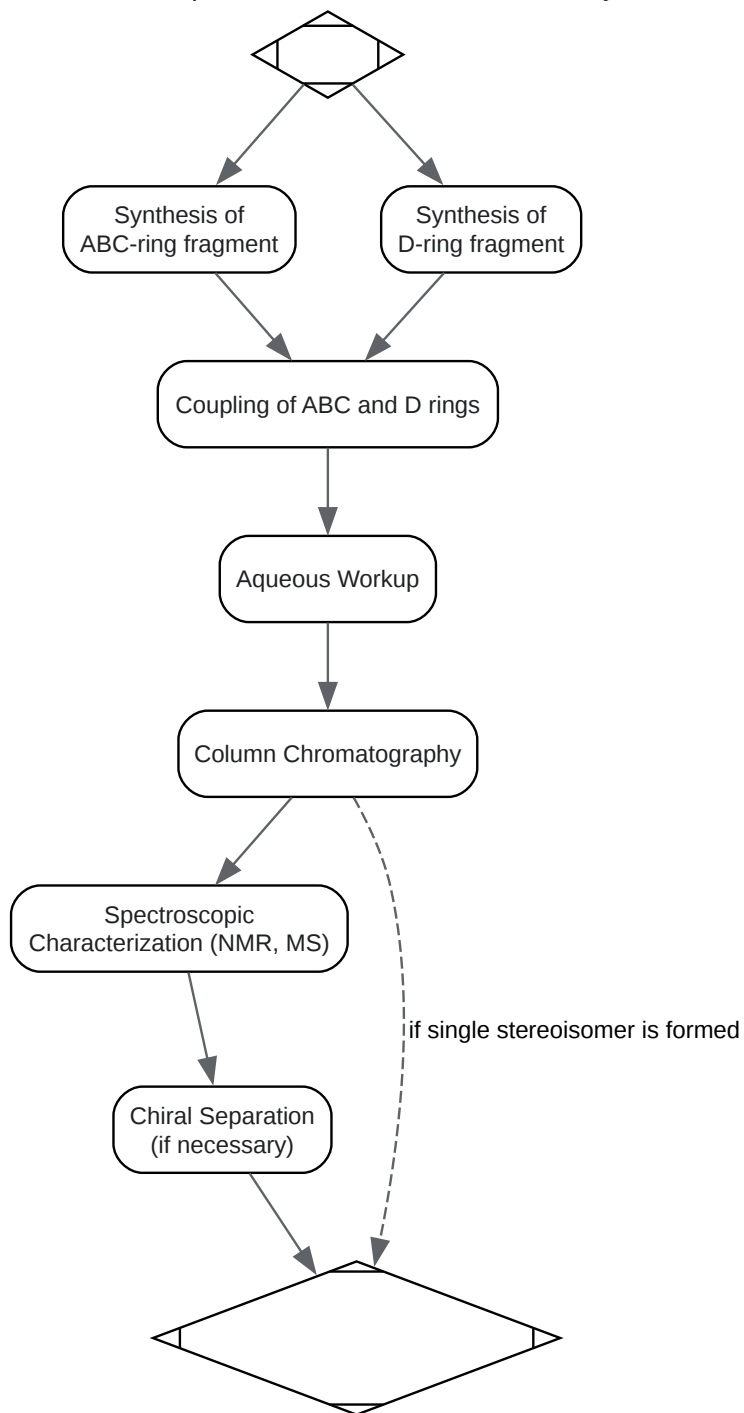 Synthesis of
ABC-ring fragment
Synthesis of
D-ring fragment
Coupling of ABC and D rings
Aqueous Workup
Column Chromatography
Spectroscopic
Characterization (NMR, MS)
if single stereoisomer is formed
Chiral Separation
(if necessary)